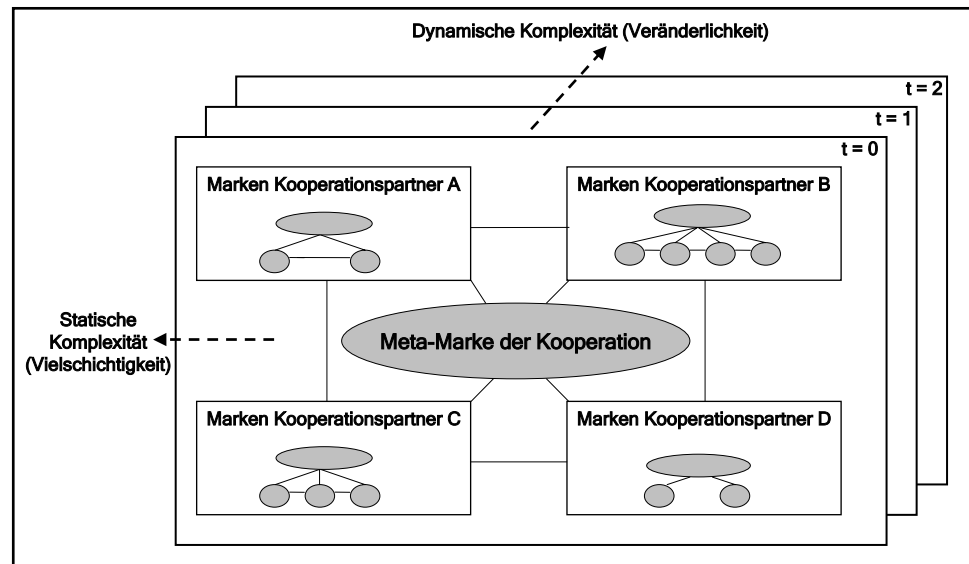 Dynamische Komplexität (Veränderlichkeit)
t = 2
t = 1
t = 0
Marken Kooperationspartner A
Marken Kooperationspartner B
Statische
Komplexität
(Vielschichtigkeit)
Meta-Marke der Kooperation
Marken Kooperationspartner C
Marken Kooperationspartner D